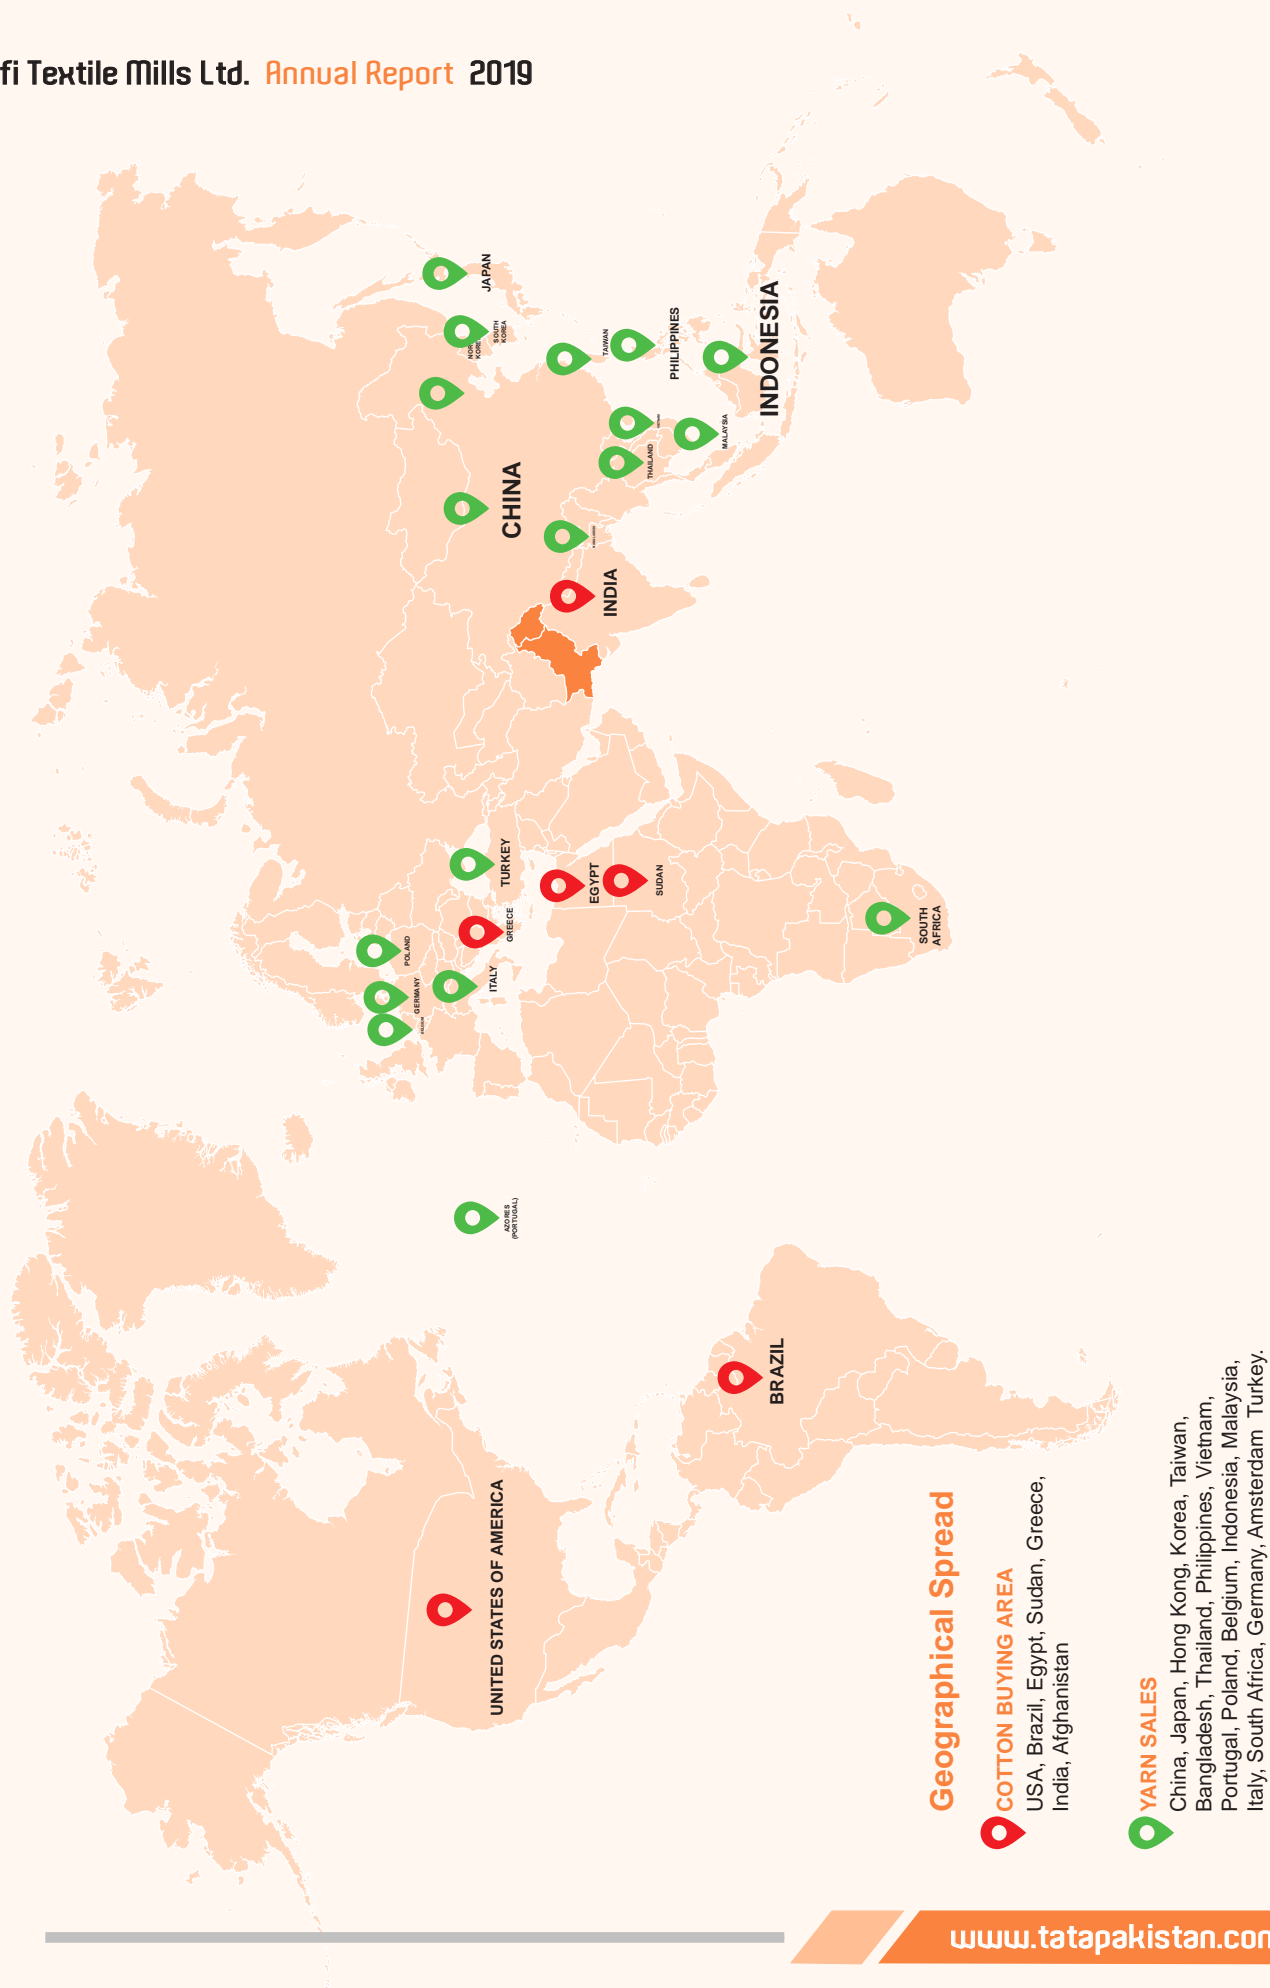 fi Textile Mills Ltd. Annual Report 2019
JAPAN
SOUTH
KOREA
TAIWAN
PHILIPPINES
INDONESIA
MALAYSIA
THAILAND
CHINA
INDIA
TURKEY
EGYPT
SUDAN
GREECE
POLAND
ITALY
GERMANY
SOUTH
AFRICA
AZORES
(PORTUGAL)
BRAZIL
UNITED STATES OF AMERICA
Geographical Spread
COTTON BUYING AREA
USA, Brazil, Egypt, Sudan, Greece,
India, Afghanistan
YARN SALES
China, Japan, Hong Kong, Korea, Taiwan,
Bangladesh, Thailand, Philippines, Vietnam,
Portugal, Poland, Belgium, Indonesia, Malaysia,
Italy, South Africa, Germany, Amsterdam Turkey.
www.tatapakistan.con